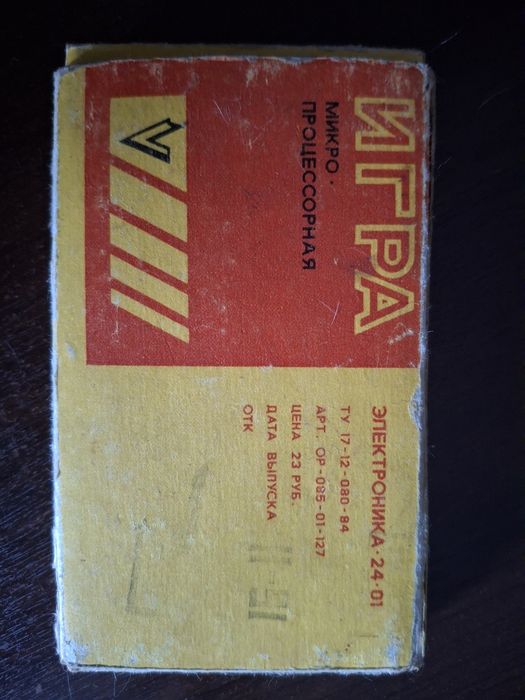 ИГРА
МИКРО·
ПРОЦЕССОРНАЯ
ЭЛЕКТРОНИКА·24·01
ТУ 17-12-080-84
АРТ. ОР-085-01-127
ЦЕНА 23 РУБ.
ДАТА ВЫПУСКА
ОТК